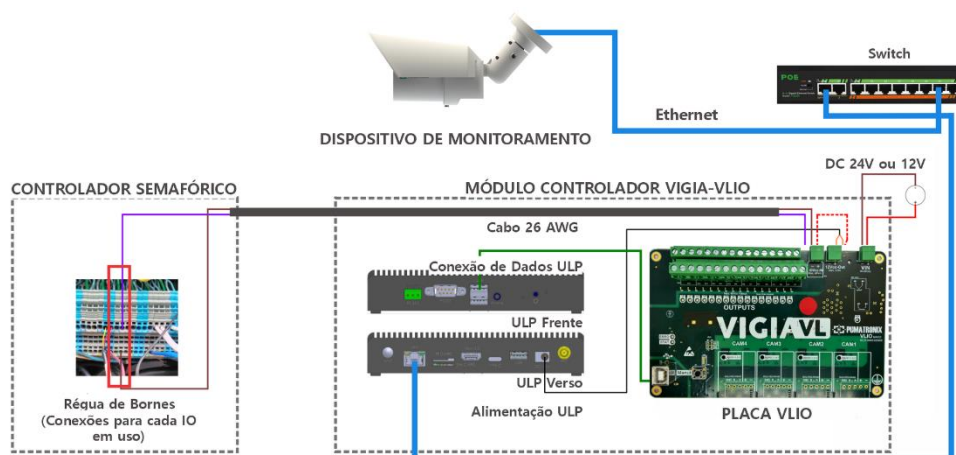 Switch
POE
Ethernet
DISPOSITIVO DE MONITORAMENTO
DC 24V ou 12V
CONTROLADOR SEMAFÓRICO
MÓDULO CONTROLADOR VIGIA-VLIO
Cabo 26 AWG
Conexão de Dados ULP
ULP Frente
OUTPUTS
VIGIA VL
PUMATRONIX
CAM4 CAM3 CAM2 CAM1
ULP Verso
Régua de Bornes
(Conexões para cada IO
em uso)
Alimentação ULP
PLACA VLIO